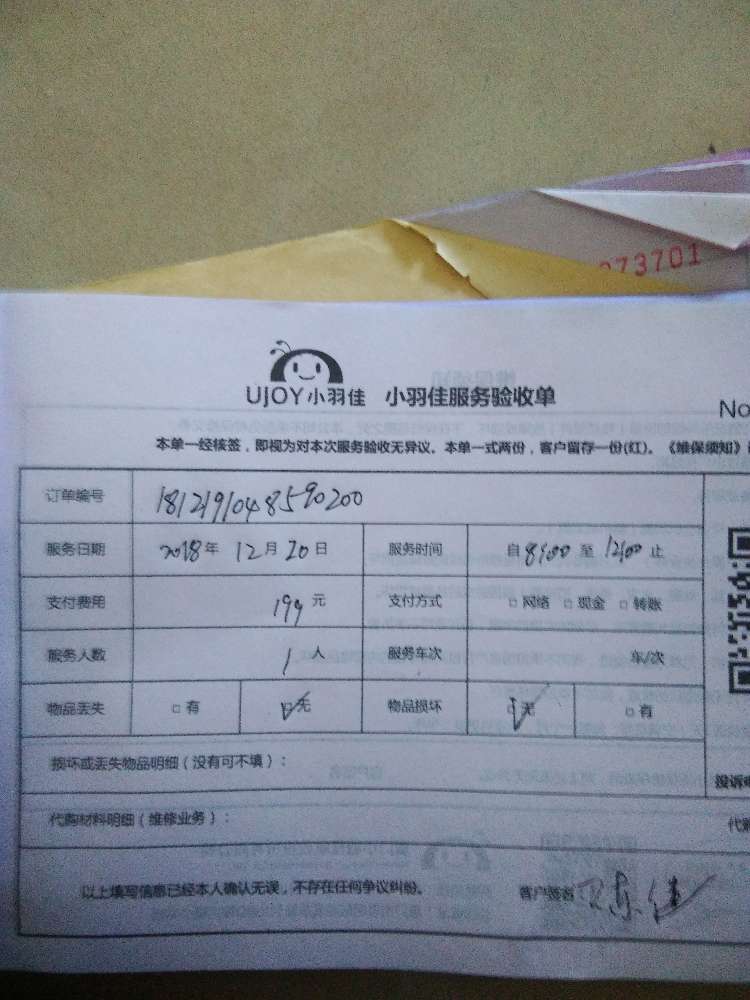 73701
UJOY小羽佳 小羽佳服务验收单
No
本单一经核签，即视为对本次服务验收无异议。本单一式两份，客户留存一份(红)。《维保须知》
订单编号 1812191048590200
服务日期 2018年 12月 20日 服务时间 自 8:00 至 12:00 止
支付费用 199 元 支付方式 □ 网络 □ 现金 □ 转账
服务人数 1 人 服务车次 车/次
物品丢失 □ 有 ☑ 无 物品损坏 ☑ 无 □ 有
损坏或丢失物品明细（没有可不填）：
投诉
代购材料明细（维修业务）：
代
以上填写信息已经本人确认无误，不存在任何争议纠纷。 客户签名